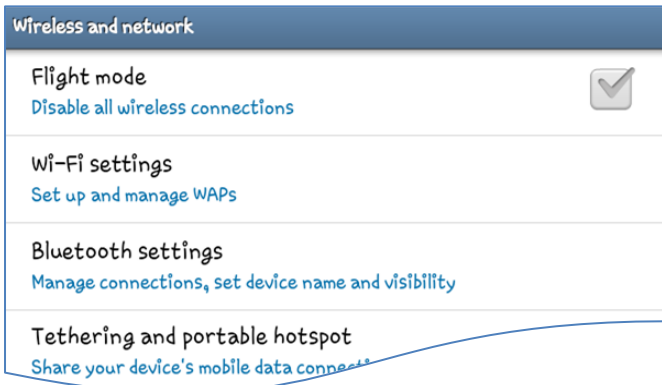 Wireless and network
Flight mode
Disable all wireless connections
Wi-Fi settings
Set up and manage WAPs
Bluetooth settings
Manage connections, set device name and visibility
Tethering and portable hotspot
Share your device's mobile data